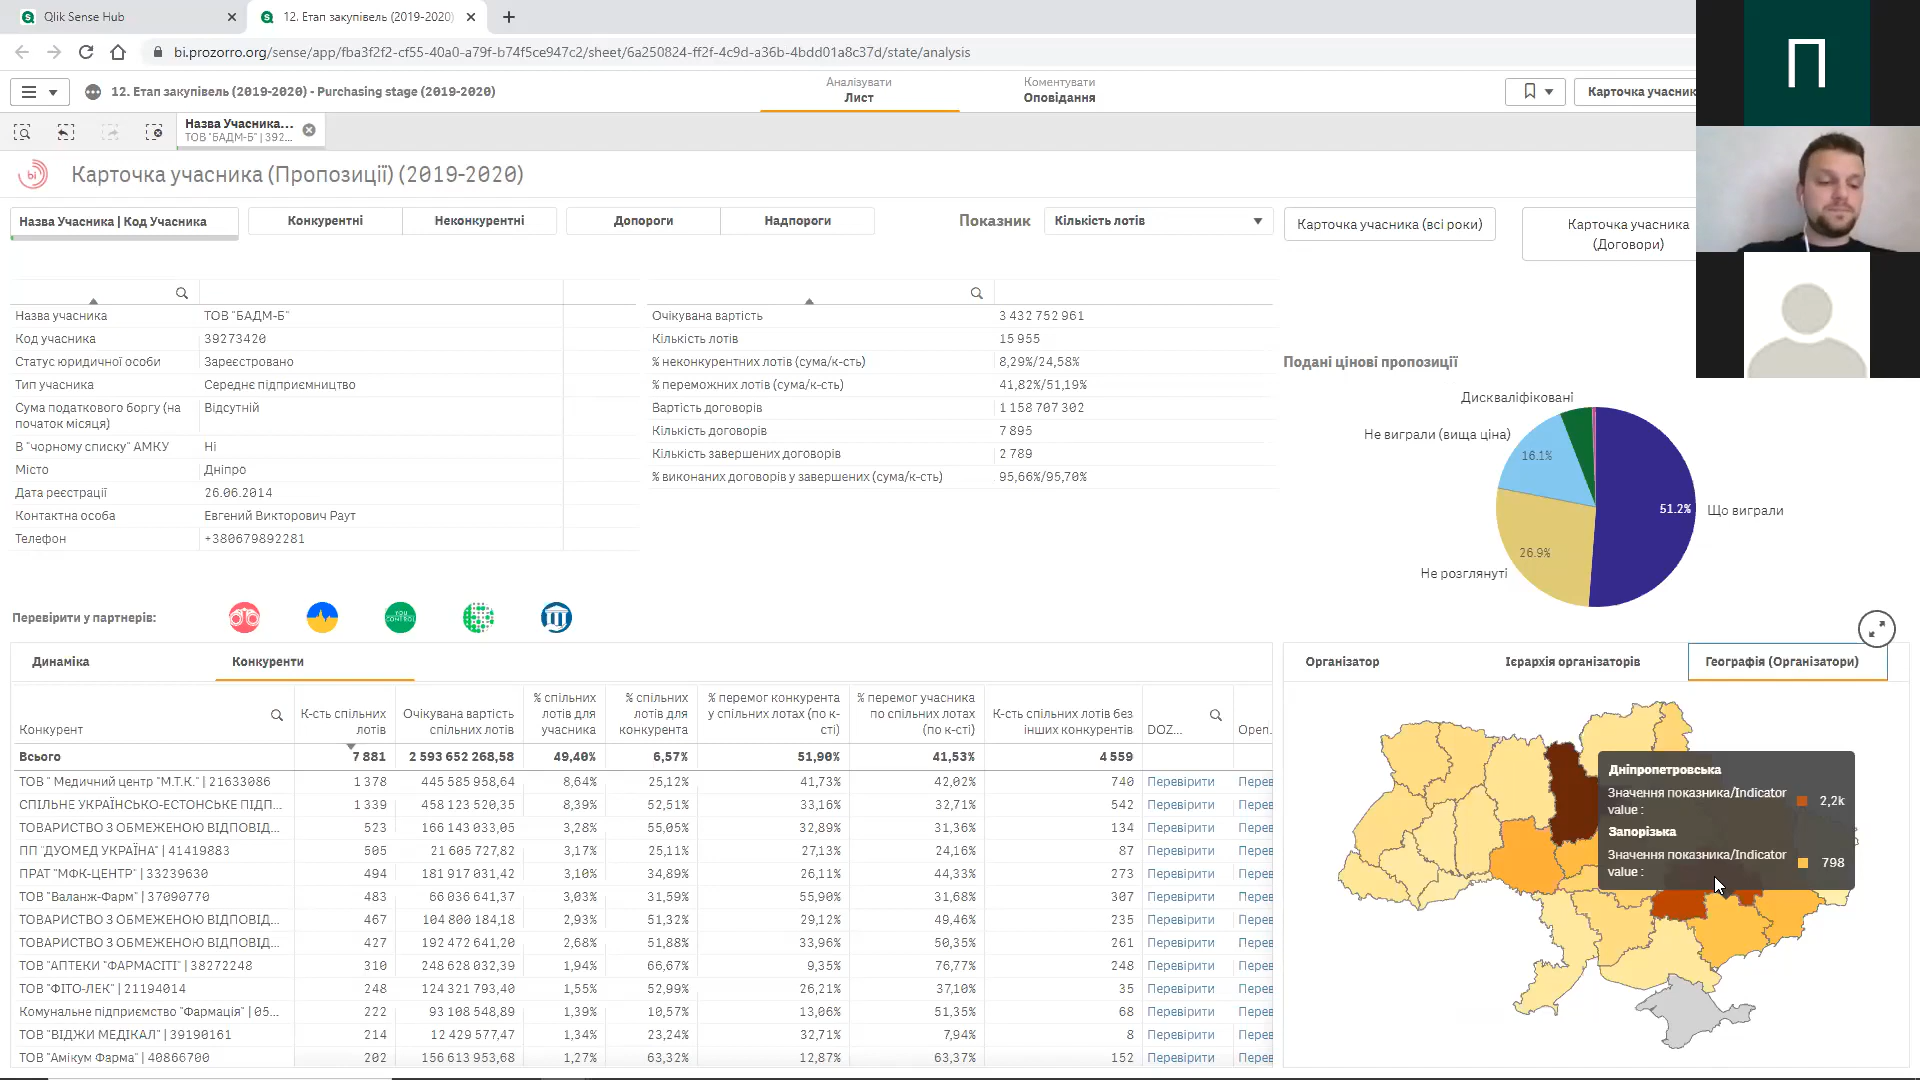 Qlik Sense Hub
12. Етап закупівель (2019-2020)
bi.prozorro.org/sense/app/fba3f2f2-cf55-40a0-a79f-b74f5ce947c2/sheet/6a250824-ff2f-4c9d-a36b-4bdd01a8c37d/state/analysis
12. Етап закупівель (2019-2020) - Purchasing stage (2019-2020)
Аналізувати
Лист
Коментувати
Оповідання
Карточка учасник
Назва Учасника...
ТОВ "БАДМ-Б" | 392...
П
bi
Карточка учасника (Пропозиції) (2019-2020)
Назва Учасника | Код Учасника
Конкурентні
Неконкурентні
Допороги
Надпороги
Показник
Кількість лотів
Карточка учасника (всі роки)
Карточка учасника
(Договори)
Назва учасника ТОВ "БАДМ-Б"
Код учасника 39273420
Статус юридичної особи Зареєстровано
Тип учасника Середнє підприємництво
Сума податкового боргу (на Відсутній
початок місяця)
В "чорному списку" АМКУ Ні
Місто Дніпро
Дата реєстрації 26.06.2014
Контактна особа Евгений Викторович Раут
Телефон +380679892281
Очікувана вартість 3 432 752 961
Кількість лотів 15 955
% неконкурентних лотів (сума/к-сть) 8,29%/24,58%
% переможних лотів (сума/к-сть) 41,82%/51,19%
Вартість договорів 1 158 707 302
Кількість договорів 7 895
Кількість завершених договорів 2 789
% виконаних договорів у завершених (сума/к-сть) 95,66%/95,70%
Подані цінові пропозиції
Дискваліфіковані
Не виграли (вища ціна)
16.1%
51.2%
Що виграли
26.9%
Не розглянуті
Перевірити у партнерів:
YOU
CONTROL
Динаміка
Конкуренти
Організатор
Ієрархія організаторів
Географія (Організатори)
Конкурент
К-сть спільних
лотів
Очікувана вартість
спільних лотів
% спільних
лотів для
учасника
% спільних
лотів для
конкурента
% перемог конкурента
у спільних лотах (по к-
сті)
% перемог учасника
по спільних лотах
(по к-сті)
К-сть спільних лотів без
інших конкурентів
DOZ...
Open.
Всього 7 881 2 593 652 268,58 49,40% 6,57% 51,90% 41,53% 4 559
ТОВ " Медичний центр "М.Т.К." | 21633086 1 378 445 585 958,64 8,64% 25,12% 41,73% 42,02% 740 Перевірити Перев
СПІЛЬНЕ УКРАЇНСЬКО-ЕСТОНСЬКЕ ПІДП... 1 339 458 123 520,35 8,39% 52,51% 33,16% 32,71% 542 Перевірити Перев
ТОВАРИСТВО З ОБМЕЖЕНОЮ ВІДПОВІД... 523 166 143 033,05 3,28% 55,05% 32,89% 31,36% 134 Перевірити Перев
ПП "ДУОМЕД УКРАЇНА" | 41419883 505 21 605 727,82 3,17% 25,11% 27,13% 24,16% 87 Перевірити Перев
ПРАТ "МФК-ЦЕНТР" | 33239630 494 181 917 031,42 3,10% 34,89% 26,11% 44,33% 273 Перевірити Перев
ТОВ "Валанж-Фарм" | 37090770 483 66 036 641,37 3,03% 31,59% 55,90% 31,68% 307 Перевірити Перев
ТОВАРИСТВО З ОБМЕЖЕНОЮ ВІДПОВІД... 467 104 800 184,18 2,93% 51,32% 29,12% 49,46% 235 Перевірити Перев
ТОВАРИСТВО З ОБМЕЖЕНОЮ ВІДПОВІД... 427 192 472 641,20 2,68% 51,88% 33,96% 50,35% 261 Перевірити Перев
ТОВ "АПТЕКИ "ФАРМАСІТІ" | 38272248 310 248 628 032,39 1,94% 66,67% 9,35% 76,77% 248 Перевірити Перев
ТОВ "ФІТО-ЛЕК" | 21194014 248 124 321 793,40 1,55% 52,99% 26,21% 37,10% 35 Перевірити Перев
Комунальне підприємство "Фармація" | 05... 222 93 108 548,89 1,39% 10,57% 13,06% 51,35% 68 Перевірити Перев
ТОВ "ВІДЖИ МЕДІКАЛ" | 39190161 214 12 429 577,47 1,34% 23,24% 32,71% 7,94% 8 Перевірити Перев
ТОВ "Амікум Фарма" | 40866700 202 156 613 953,68 1,27% 63,32% 12,87% 63,37% 152 Перевірити Перев
Дніпропетровська
Значення показника/Indicator
value : 2,2k
Запорізька
Значення показника/Indicator
value : 798